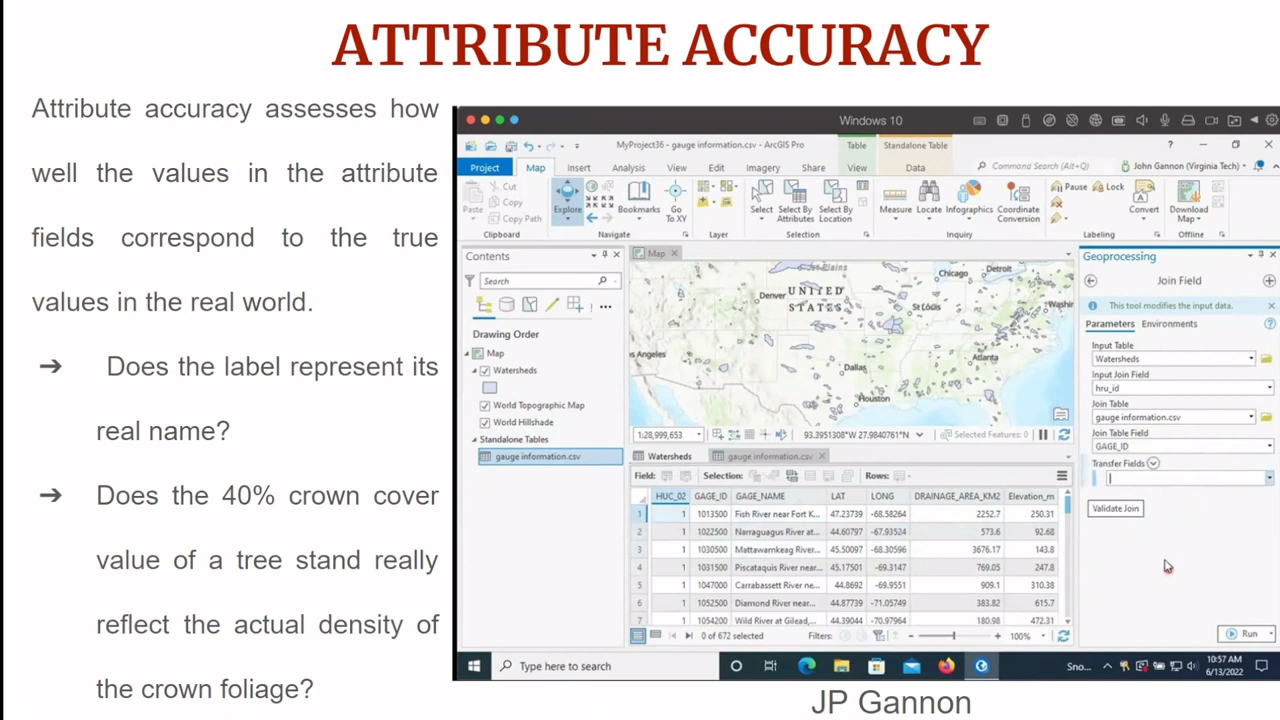 ATTRIBUTE ACCURACY
Attribute accuracy assesses how
well the values in the attribute
fields correspond to the true
values in the real world.
➔ Does the label represent its
real name?
➔ Does the 40% crown cover
value of a tree stand really
reflect the actual density of
the crown foliage?
Windows 10
MyProject36 - gauge information.csv - ArcGIS Pro
Table
Standalone Table
Project Map Insert Analysis View Edit Imagery Share View Data
Command Search (Alt+Q)
John Gannon (Virginia Tech)
Paste
Cut
Copy
Copy Path
Explore
Bookmarks
Go
To XY
Select
Select By
Attributes
Select By
Location
Measure
Locate
Infographics
Coordinate
Conversion
Pause
Lock
Convert
Download
Map
Clipboard Navigate Layer Selection Inquiry Labeling Offline
Contents
Search
Drawing Order
Map
Watersheds
World Topographic Map
World Hillshade
Standalone Tables
gauge information.csv
Map
Plains
Chicago
Detroit
Denver
UNITED
STATES
St Louis
Washin
os Angeles
Atlanta
Dallas
Houston
1:28,999,653
93.3951308°W 27.9840761°N
Selected Features: 0
Watersheds
gauge information.csv
Field:
Selection:
Rows:
HUC_02 GAGE_ID GAGE_NAME LAT LONG DRAINAGE_AREA_KM2 Elevation_m
1 1 1013500 Fish River near Fort K... 47.23739 -68.58264 2252.7 250.31
2 1 1022500 Narraguagus River at... 44.60797 -67.93524 573.6 92.68
3 1 1030500 Mattawamkeag River... 45.50097 -68.30596 3676.17 143.8
4 1 1031500 Piscataquis River near... 45.17501 -69.3147 769.05 247.8
5 1 1047000 Carrabassett River ne... 44.8692 -69.9551 909.1 310.38
6 1 1052500 Diamond River near... 44.87739 -71.05749 383.82 615.7
7 1 1054200 Wild River at Gilead,... 44.39044 -70.97964 180.98 472.31
0 of 672 selected
Filters:
100%
Geoprocessing
Join Field
This tool modifies the input data.
Parameters Environments
Input Table
Watersheds
Input Join Field
hru_id
Join Table
gauge information.csv
Join Table Field
GAGE_ID
Transfer Fields
Validate Join
Run
Type here to search
Sno...
10:57 AM
6/13/2022
JP Gannon